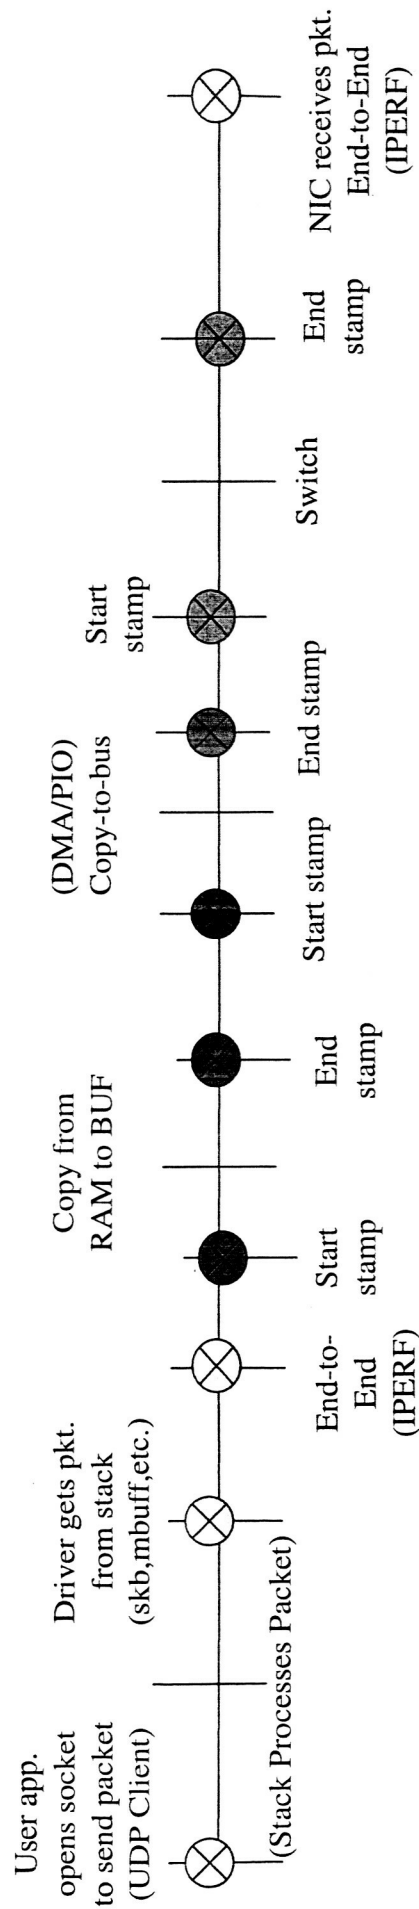 User app.
opens socket
to send packet
(UDP Client)
(Stack Processes Packet)
Driver gets pkt.
from stack
(skb,mbuff,etc.)
End-to-
End
(IPERF)
Start
stamp
Copy from
RAM to BUF
End
stamp
Start stamp
(DMA/PIO)
Copy-to-bus
End stamp
Start
stamp
Switch
End
stamp
NIC receives pkt.
End-to-End
(IPERF)